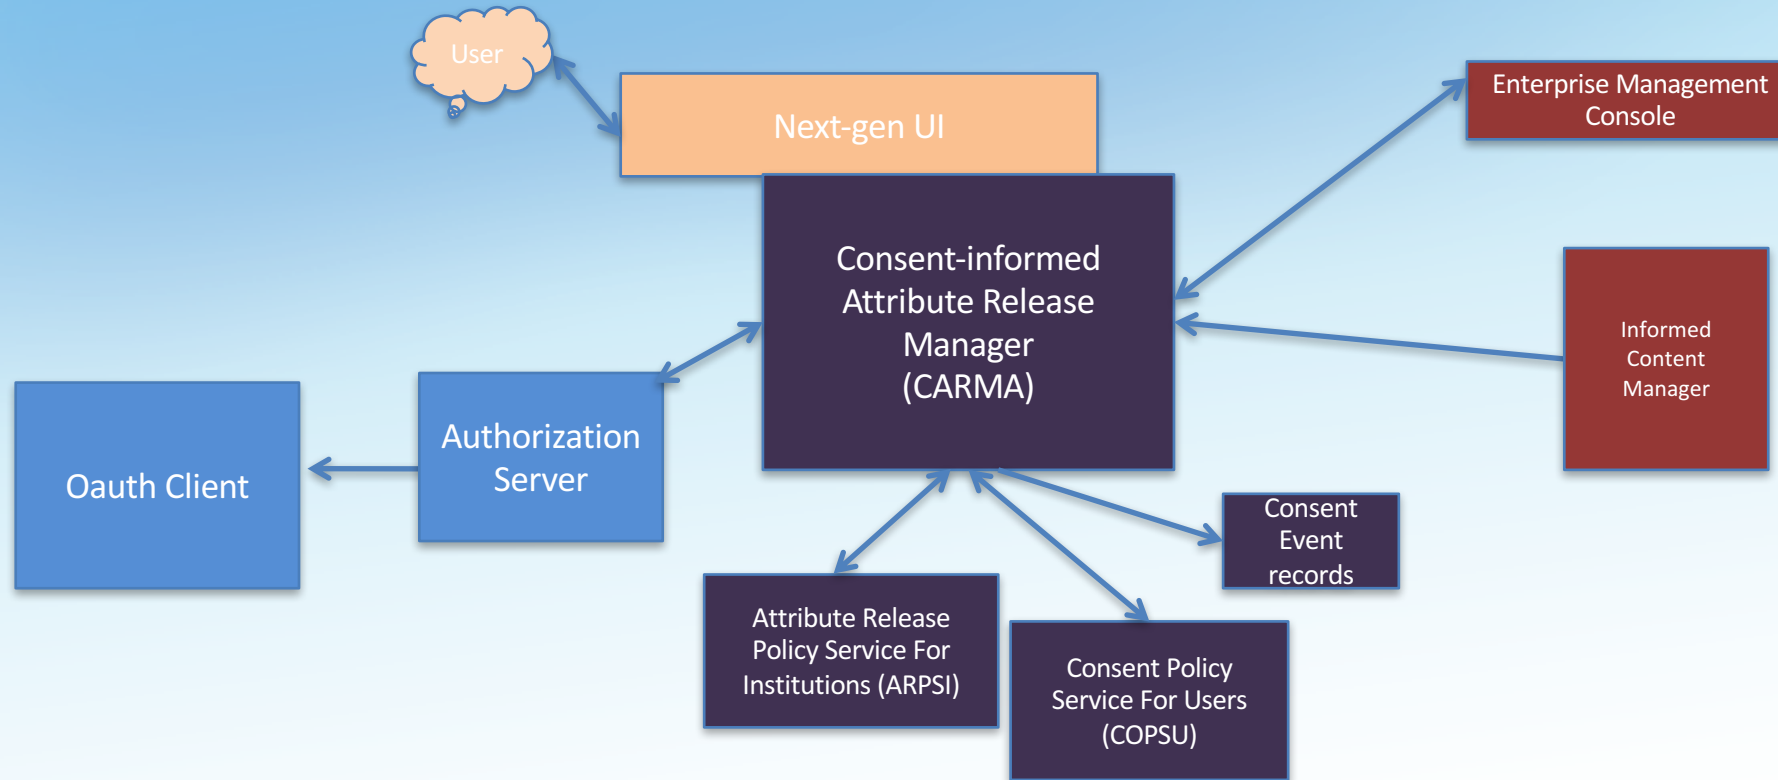 User
Next-gen UI
Enterprise Management
Console
Consent-informed
Attribute Release
Manager
(CARMA)
Informed
Content
Manager
Authorization
Server
Oauth Client
Consent
Event
records
Attribute Release
Policy Service For
Institutions (ARPSI)
Consent Policy
Service For Users
(COPSU)